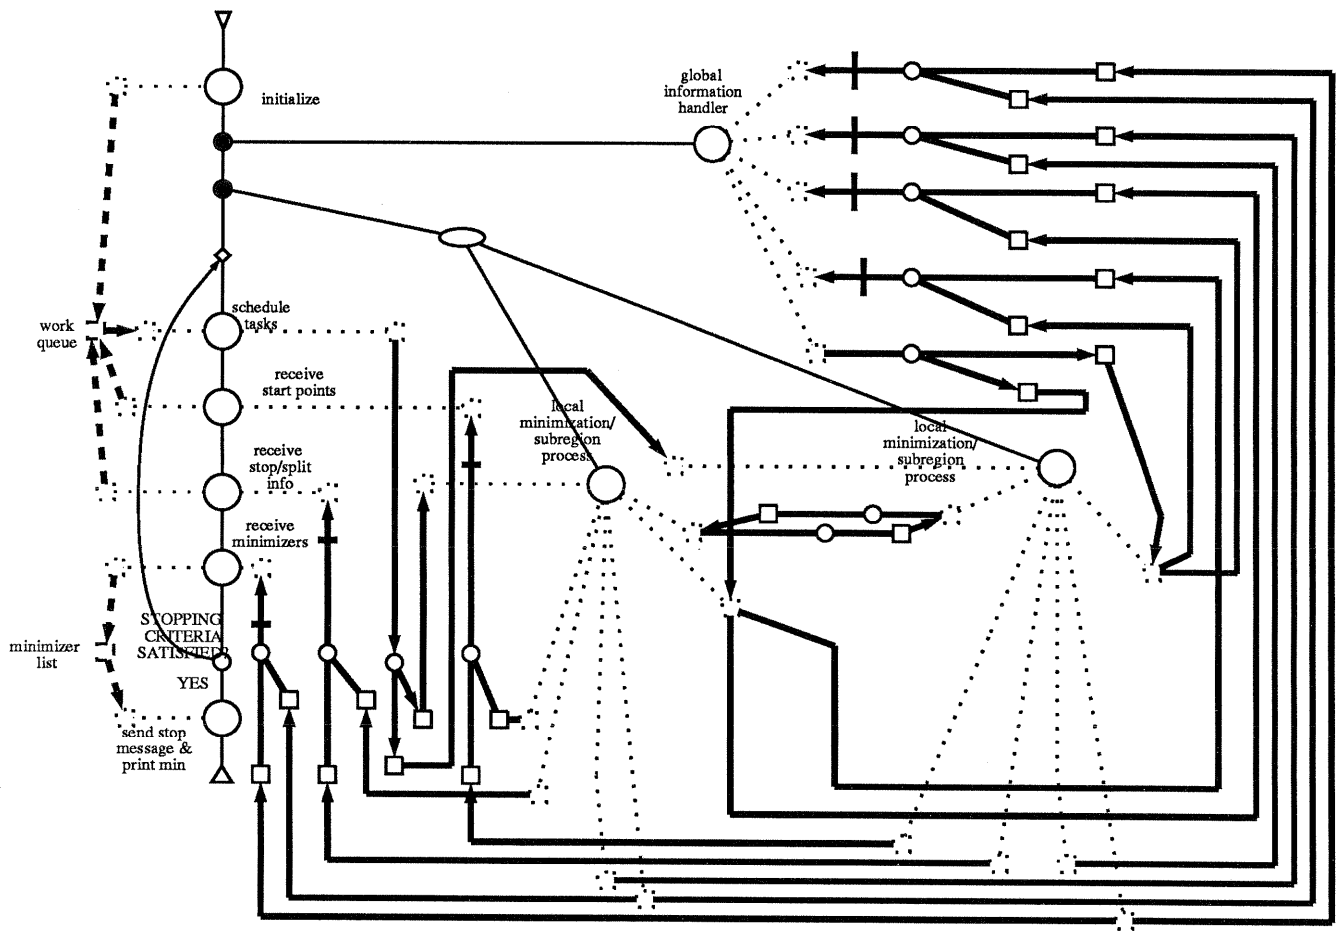 global
information
handler
initialize
schedule
tasks
work
queue
receive
start points
local
minimization/
subregion
process
local
minimization/
subregion
process
receive
stop/split
info
receive
minimizers
STOPPING
CRITERIA
SATISFIED?
minimizer
list
YES
send stop
message &
print min